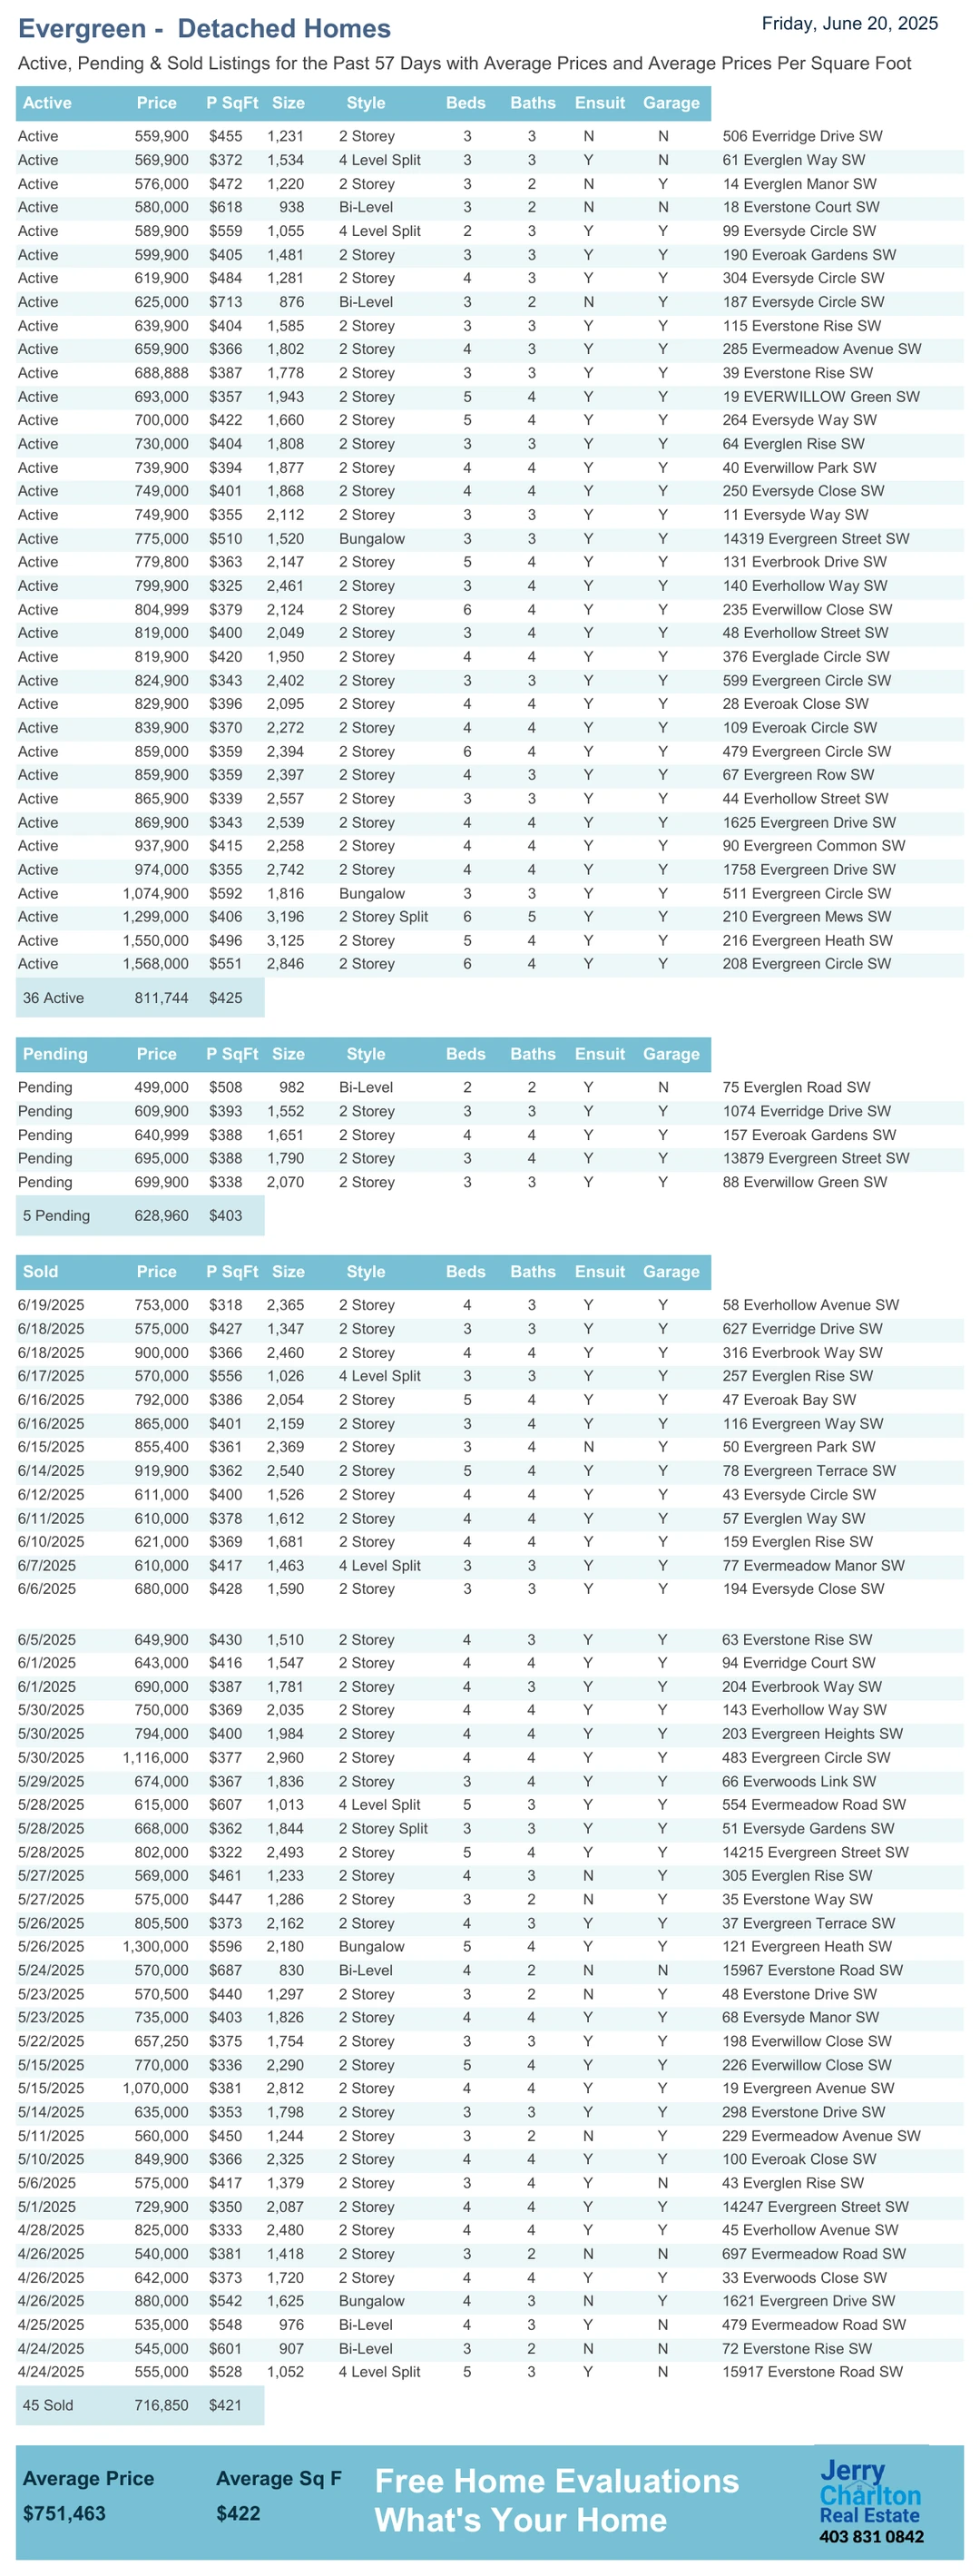 Evergreen -  Detached Homes
Friday, June 20, 2025
Active, Pending & Sold Listings for the Past 57 Days with Average Prices and Average Prices Per Square Foot
Active Price P SqFt Size Style Beds Baths Ensuit Garage
Active 559,900 $455 1,231 2 Storey 3 3 N N 506 Everridge Drive SW
Active 569,900 $372 1,534 4 Level Split 3 3 Y N 61 Everglen Way SW
Active 576,000 $472 1,220 2 Storey 3 2 N Y 14 Everglen Manor SW
Active 580,000 $618 938 Bi-Level 3 2 N N 18 Everstone Court SW
Active 589,900 $559 1,055 4 Level Split 2 3 Y Y 99 Eversyde Circle SW
Active 599,900 $405 1,481 2 Storey 3 3 Y Y 190 Everoak Gardens SW
Active 619,900 $484 1,281 2 Storey 4 3 Y Y 304 Eversyde Circle SW
Active 625,000 $713 876 Bi-Level 3 2 N Y 187 Eversyde Circle SW
Active 639,900 $404 1,585 2 Storey 3 3 Y Y 115 Everstone Rise SW
Active 659,900 $366 1,802 2 Storey 4 3 Y Y 285 Evermeadow Avenue SW
Active 688,888 $387 1,778 2 Storey 3 3 Y Y 39 Everstone Rise SW
Active 693,000 $357 1,943 2 Storey 5 4 Y Y 19 EVERWILLOW Green SW
Active 700,000 $422 1,660 2 Storey 5 4 Y Y 264 Eversyde Way SW
Active 730,000 $404 1,808 2 Storey 3 3 Y Y 64 Everglen Rise SW
Active 739,900 $394 1,877 2 Storey 4 4 Y Y 40 Everwillow Park SW
Active 749,000 $401 1,868 2 Storey 4 4 Y Y 250 Eversyde Close SW
Active 749,900 $355 2,112 2 Storey 3 3 Y Y 11 Eversyde Way SW
Active 775,000 $510 1,520 Bungalow 3 3 Y Y 14319 Evergreen Street SW
Active 779,800 $363 2,147 2 Storey 5 4 Y Y 131 Everbrook Drive SW
Active 799,900 $325 2,461 2 Storey 3 4 Y Y 140 Everhollow Way SW
Active 804,999 $379 2,124 2 Storey 6 4 Y Y 235 Everwillow Close SW
Active 819,000 $400 2,049 2 Storey 3 4 Y Y 48 Everhollow Street SW
Active 819,900 $420 1,950 2 Storey 4 4 Y Y 376 Everglade Circle SW
Active 824,900 $343 2,402 2 Storey 3 3 Y Y 599 Evergreen Circle SW
Active 829,900 $396 2,095 2 Storey 4 4 Y Y 28 Everoak Close SW
Active 839,900 $370 2,272 2 Storey 4 4 Y Y 109 Everoak Circle SW
Active 859,000 $359 2,394 2 Storey 6 4 Y Y 479 Evergreen Circle SW
Active 859,900 $359 2,397 2 Storey 4 3 Y Y 67 Evergreen Row SW
Active 865,900 $339 2,557 2 Storey 3 3 Y Y 44 Everhollow Street SW
Active 869,900 $343 2,539 2 Storey 4 4 Y Y 1625 Evergreen Drive SW
Active 937,900 $415 2,258 2 Storey 4 4 Y Y 90 Evergreen Common SW
Active 974,000 $355 2,742 2 Storey 4 4 Y Y 1758 Evergreen Drive SW
Active 1,074,900 $592 1,816 Bungalow 3 3 Y Y 511 Evergreen Circle SW
Active 1,299,000 $406 3,196 2 Storey Split 6 5 Y Y 210 Evergreen Mews SW
Active 1,550,000 $496 3,125 2 Storey 5 4 Y Y 216 Evergreen Heath SW
Active 1,568,000 $551 2,846 2 Storey 6 4 Y Y 208 Evergreen Circle SW
36 Active 811,744 $425
Pending Price P SqFt Size Style Beds Baths Ensuit Garage
Pending 499,000 $508 982 Bi-Level 2 2 Y N 75 Everglen Road SW
Pending 609,900 $393 1,552 2 Storey 3 3 Y Y 1074 Everridge Drive SW
Pending 640,999 $388 1,651 2 Storey 4 4 Y Y 157 Everoak Gardens SW
Pending 695,000 $388 1,790 2 Storey 3 4 Y Y 13879 Evergreen Street SW
Pending 699,900 $338 2,070 2 Storey 3 3 Y Y 88 Everwillow Green SW
5 Pending 628,960 $403
Sold Price P SqFt Size Style Beds Baths Ensuit Garage
6/19/2025 753,000 $318 2,365 2 Storey 4 3 Y Y 58 Everhollow Avenue SW
6/18/2025 575,000 $427 1,347 2 Storey 3 3 Y Y 627 Everridge Drive SW
6/18/2025 900,000 $366 2,460 2 Storey 4 4 Y Y 316 Everbrook Way SW
6/17/2025 570,000 $556 1,026 4 Level Split 3 3 Y Y 257 Everglen Rise SW
6/16/2025 792,000 $386 2,054 2 Storey 5 4 Y Y 47 Everoak Bay SW
6/16/2025 865,000 $401 2,159 2 Storey 3 4 Y Y 116 Evergreen Way SW
6/15/2025 855,400 $361 2,369 2 Storey 3 4 N Y 50 Evergreen Park SW
6/14/2025 919,900 $362 2,540 2 Storey 5 4 Y Y 78 Evergreen Terrace SW
6/12/2025 611,000 $400 1,526 2 Storey 4 4 Y Y 43 Eversyde Circle SW
6/11/2025 610,000 $378 1,612 2 Storey 4 4 Y Y 57 Everglen Way SW
6/10/2025 621,000 $369 1,681 2 Storey 4 4 Y Y 159 Everglen Rise SW
6/7/2025 610,000 $417 1,463 4 Level Split 3 3 Y Y 77 Evermeadow Manor SW
6/6/2025 680,000 $428 1,590 2 Storey 3 3 Y Y 194 Eversyde Close SW
6/5/2025 649,900 $430 1,510 2 Storey 4 3 Y Y 63 Everstone Rise SW
6/1/2025 643,000 $416 1,547 2 Storey 4 4 Y Y 94 Everridge Court SW
6/1/2025 690,000 $387 1,781 2 Storey 4 3 Y Y 204 Everbrook Way SW
5/30/2025 750,000 $369 2,035 2 Storey 4 4 Y Y 143 Everhollow Way SW
5/30/2025 794,000 $400 1,984 2 Storey 4 4 Y Y 203 Evergreen Heights SW
5/30/2025 1,116,000 $377 2,960 2 Storey 4 4 Y Y 483 Evergreen Circle SW
5/29/2025 674,000 $367 1,836 2 Storey 3 4 Y Y 66 Everwoods Link SW
5/28/2025 615,000 $607 1,013 4 Level Split 5 3 Y Y 554 Evermeadow Road SW
5/28/2025 668,000 $362 1,844 2 Storey Split 3 3 Y Y 51 Eversyde Gardens SW
5/28/2025 802,000 $322 2,493 2 Storey 5 4 Y Y 14215 Evergreen Street SW
5/27/2025 569,000 $461 1,233 2 Storey 4 3 N Y 305 Everglen Rise SW
5/27/2025 575,000 $447 1,286 2 Storey 3 2 N Y 35 Everstone Way SW
5/26/2025 805,500 $373 2,162 2 Storey 4 3 Y Y 37 Evergreen Terrace SW
5/26/2025 1,300,000 $596 2,180 Bungalow 5 4 Y Y 121 Evergreen Heath SW
5/24/2025 570,000 $687 830 Bi-Level 4 2 N N 15967 Everstone Road SW
5/23/2025 570,500 $440 1,297 2 Storey 3 2 N Y 48 Everstone Drive SW
5/23/2025 735,000 $403 1,826 2 Storey 4 4 Y Y 68 Eversyde Manor SW
5/22/2025 657,250 $375 1,754 2 Storey 3 3 Y Y 198 Everwillow Close SW
5/15/2025 770,000 $336 2,290 2 Storey 5 4 Y Y 226 Everwillow Close SW
5/15/2025 1,070,000 $381 2,812 2 Storey 4 4 Y Y 19 Evergreen Avenue SW
5/14/2025 635,000 $353 1,798 2 Storey 3 3 Y Y 298 Everstone Drive SW
5/11/2025 560,000 $450 1,244 2 Storey 3 2 N Y 229 Evermeadow Avenue SW
5/10/2025 849,900 $366 2,325 2 Storey 4 4 Y Y 100 Everoak Close SW
5/6/2025 575,000 $417 1,379 2 Storey 3 4 Y N 43 Everglen Rise SW
5/1/2025 729,900 $350 2,087 2 Storey 4 4 Y Y 14247 Evergreen Street SW
4/28/2025 825,000 $333 2,480 2 Storey 4 4 Y Y 45 Everhollow Avenue SW
4/26/2025 540,000 $381 1,418 2 Storey 3 2 N N 697 Evermeadow Road SW
4/26/2025 642,000 $373 1,720 2 Storey 4 4 Y Y 33 Everwoods Close SW
4/26/2025 880,000 $542 1,625 Bungalow 4 3 N Y 1621 Evergreen Drive SW
4/25/2025 535,000 $548 976 Bi-Level 4 3 Y N 479 Evermeadow Road SW
4/24/2025 545,000 $601 907 Bi-Level 3 2 N N 72 Everstone Rise SW
4/24/2025 555,000 $528 1,052 4 Level Split 5 3 Y N 15917 Everstone Road SW
45 Sold 716,850 $421
Average Price Average Sq F
$751,463 $422
Free Home Evaluations
What's Your Home
Jerry
Charlton
Real Estate
403 831 0842